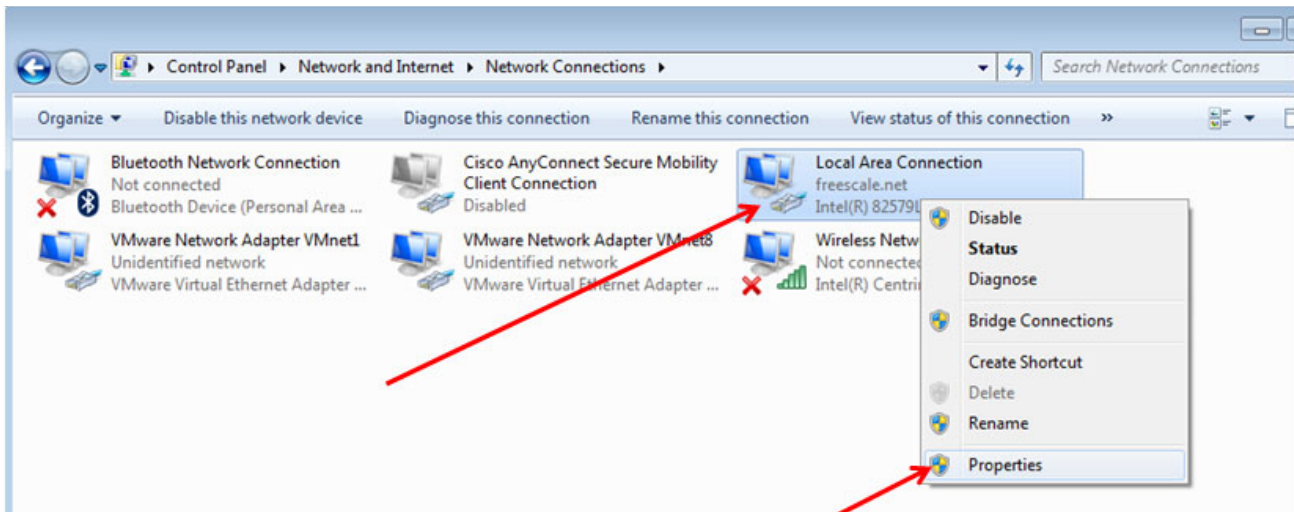 Control Panel ▸ Network and Internet ▸ Network Connections ▸
Search Network Connections
Organize
Disable this network device
Diagnose this connection
Rename this connection
View status of this connection
»
Bluetooth Network Connection
Not connected
Bluetooth Device (Personal Area ...
Cisco AnyConnect Secure Mobility
Client Connection
Disabled
Local Area Connection
freescale.net
Intel(R) 82579L
VMware Network Adapter VMnet1
Unidentified network
VMware Virtual Ethernet Adapter ...
VMware Network Adapter VMnet8
Unidentified network
VMware Virtual Ethernet Adapter ...
Wireless Netw
Not connected
Intel(R) Centri
Disable
Status
Diagnose
Bridge Connections
Create Shortcut
Delete
Rename
Properties